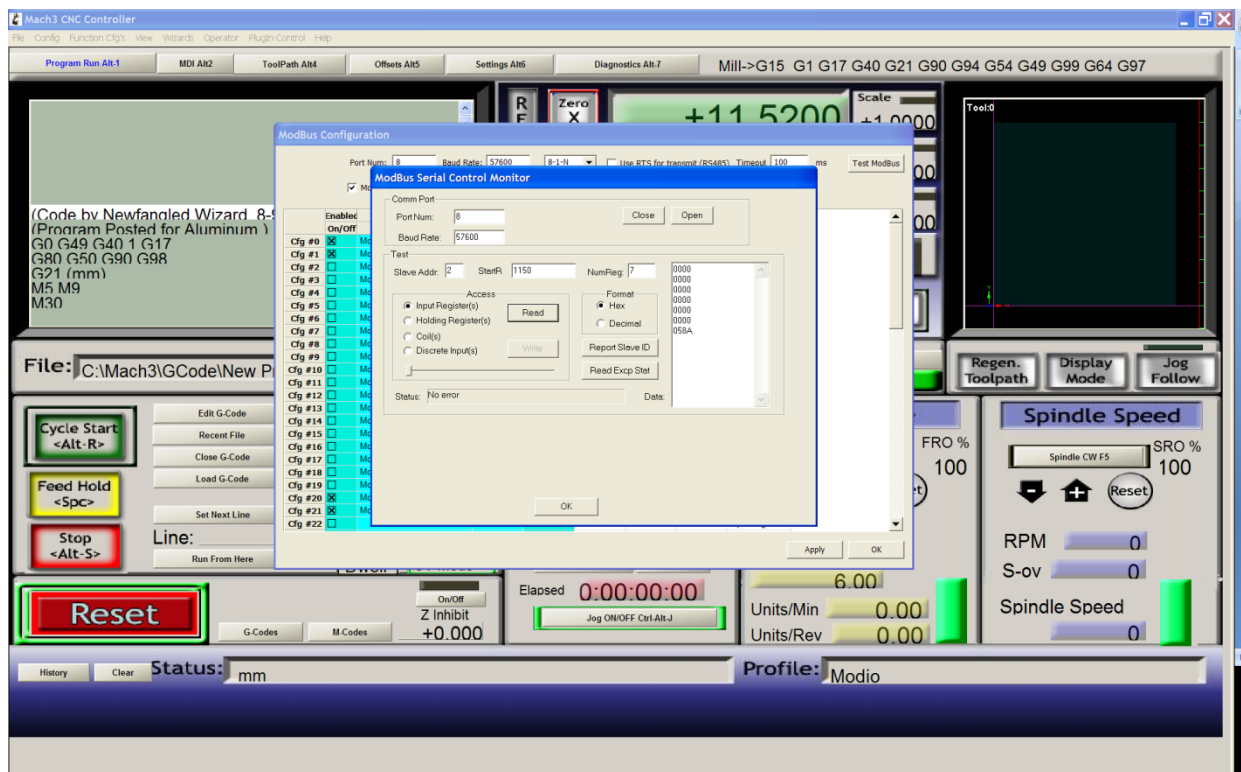 Mach3 CNC Controller
File Config Function Cfg's View Wizards Operator PlugIn Control Help
Program Run Alt-1 MDI Alt2 ToolPath Alt4 Offsets Alt5 Settings Alt6 Diagnostics Alt-7 Mill->G15 G1 G17 G40 G21 G90 G94 G54 G49 G99 G64 G97
Zero
X
+11.5200
Scale
+1.0000
Tool:0
ModBus Configuration
Port Num: 8 Baud Rate: 57600 8-1-N Use RTS for transmit (RS485) Timeout 100 ms Test ModBus
ModBus Serial Control Monitor
Comm Port
Port Num: 8 Close Open
Baud Rate: 57600
Test
Slave Addr: 2 StartR 1150 NumReg: 7
0000
0000
0000
0000
0000
0000
058A
Access
Input Register(s)
Holding Register(s)
Coil(s)
Discrete Input(s)
Read
Write
Format
Hex
Decimal
Report Slave ID
Read Excp Stat
Status: No error Data:
OK
Enabled
On/Off
Cfg #0
Cfg #1
Cfg #2
Cfg #3
Cfg #4
Cfg #5
Cfg #6
Cfg #7
Cfg #8
Cfg #9
Cfg #10
Cfg #11
Cfg #12
Cfg #13
Cfg #14
Cfg #15
Cfg #16
Cfg #17
Cfg #18
Cfg #19
Cfg #20
Cfg #21
Cfg #22
Apply OK
(Code by Newfangled Wizard 8-9
(Program Posted for Aluminum )
G0 G49 G40 1 G17
G80 G50 G90 G98
G21 (mm)
M5 M9
M30
File: C:\Mach3\GCode\New P
Regen. Toolpath
Display Mode
Jog Follow
Cycle Start
<Alt-R>
Feed Hold
<Spc>
Stop
<Alt-S>
Edit G-Code
Recent File
Close G-Code
Load G-Code
Set Next Line
Line:
Run From Here
FRO %
100
Spindle Speed
Spindle CW F5
SRO %
100
Reset
RPM 0
S-ov 0
Spindle Speed
0
Reset
G-Codes M-Codes
On/Off
Z Inhibit
+0.000
Elapsed 0:00:00:00
Jog ON/OFF Ctrl-Alt-J
6.00
Units/Min 0.00
Units/Rev 0.00
History Clear Status: mm Profile: Modio